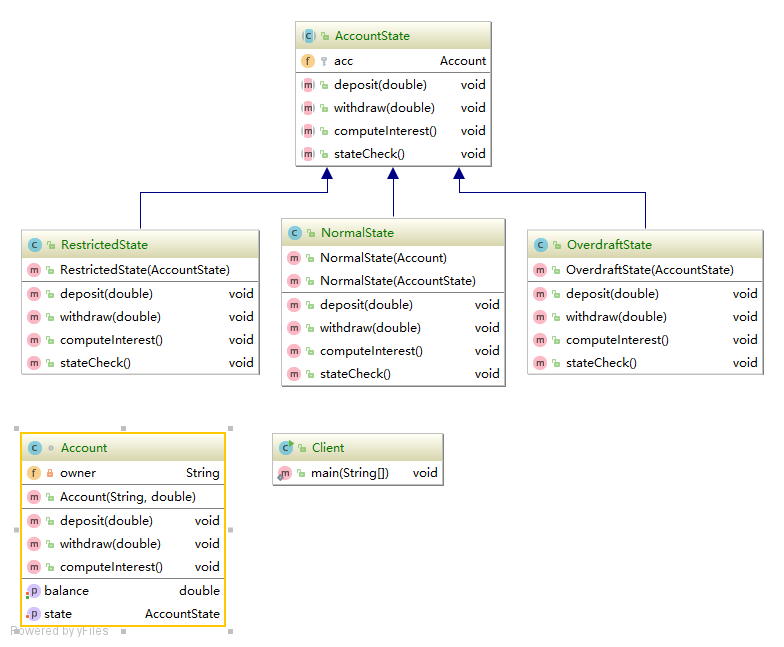 AccountState
acc Account
deposit(double) void
withdraw(double) void
computeInterest() void
stateCheck() void
RestrictedState
RestrictedState(AccountState)
deposit(double) void
withdraw(double) void
computeInterest() void
stateCheck() void
NormalState
NormalState(Account)
NormalState(AccountState)
deposit(double) void
withdraw(double) void
computeInterest() void
stateCheck() void
OverdraftState
OverdraftState(AccountState)
deposit(double) void
withdraw(double) void
computeInterest() void
stateCheck() void
Account
owner String
Account(String, double)
deposit(double) void
withdraw(double) void
computeInterest() void
balance double
state AccountState
Client
main(String[]) void
Powered by yFiles